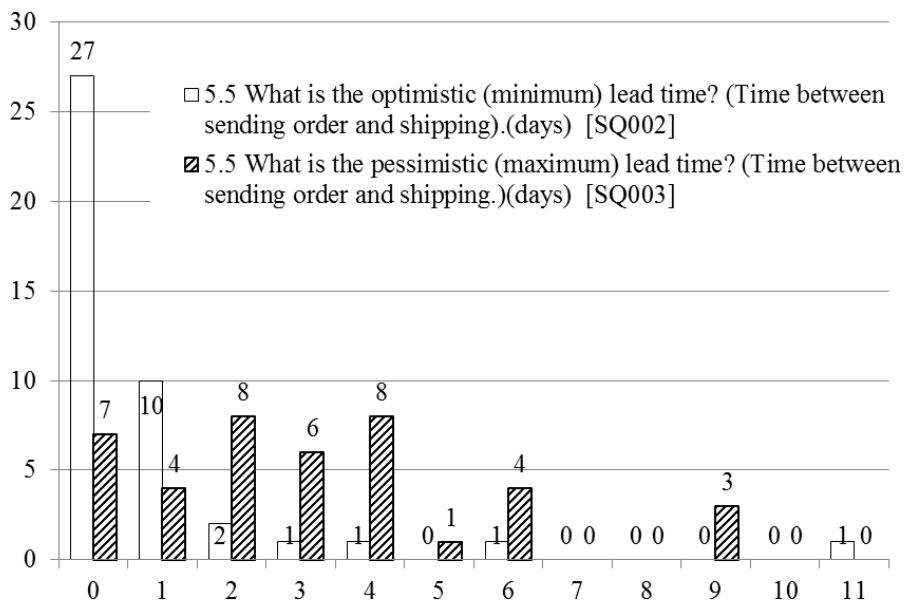 30
27
5.5 What is the optimistic (minimum) lead time? (Time between
sending order and shipping).(days) [SQ002]
25
5.5 What is the pessimistic (maximum) lead time? (Time between
sending order and shipping.)(days) [SQ003]
20
15
10
10
8 8
7
6
5
4 4
3
2 1 1 0 1 1 0 0 0 0 0 0 0 1 0
0
0 1 2 3 4 5 6 7 8 9 10 11